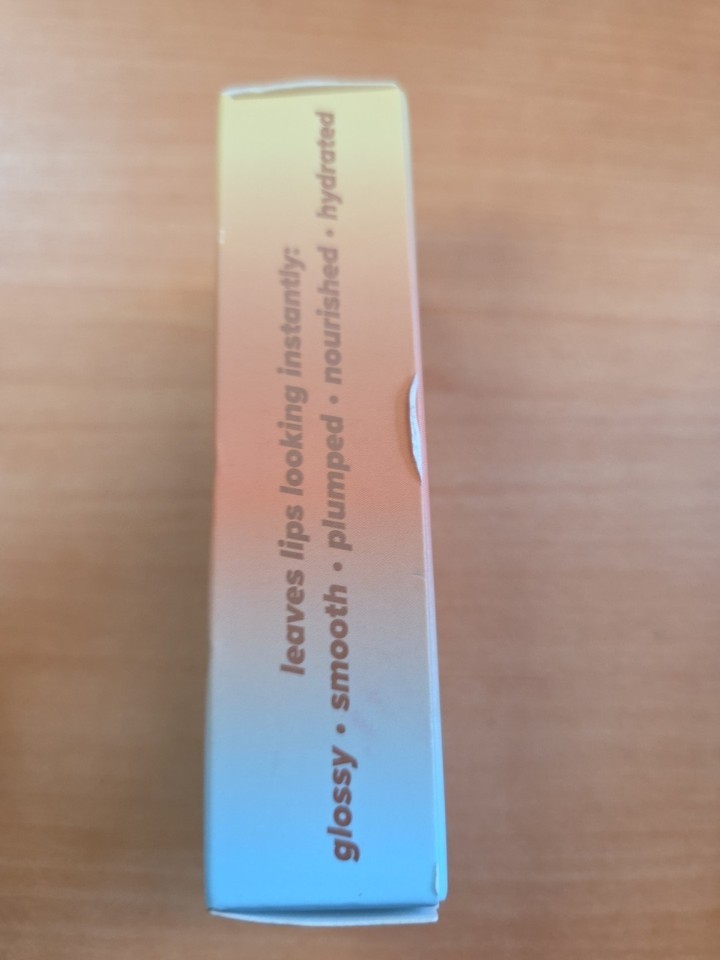 leaves lips looking instantly:
glossy • smooth • plumped • nourished • hydrated